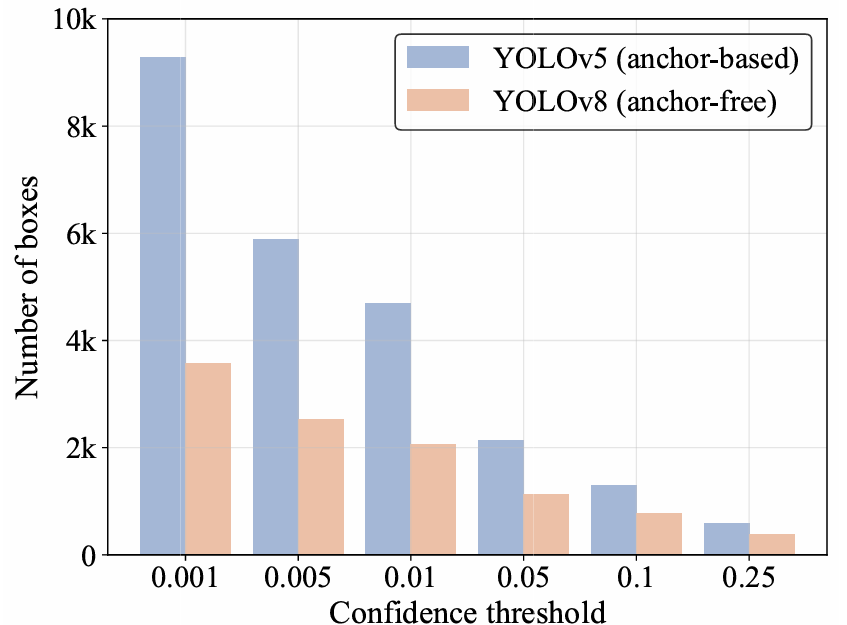 10k
8k
6k
4k
2k
0
Number of boxes
YOLOv5 (anchor-based)
YOLOv8 (anchor-free)
0.001 0.005 0.01 0.05 0.1 0.25
Confidence threshold